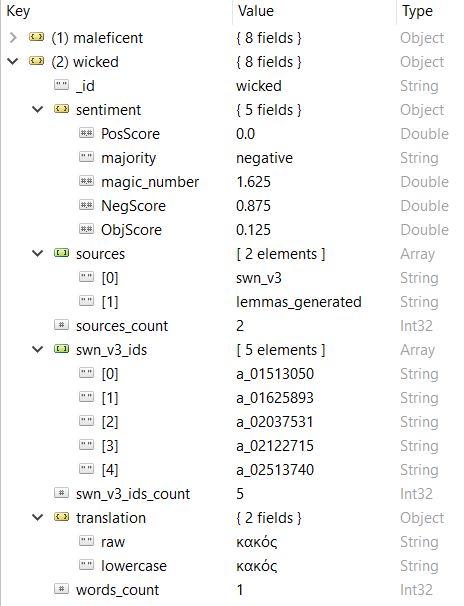 Key Value Type
(1) maleficent { 8 fields } Object
(2) wicked { 8 fields } Object
_id wicked String
sentiment { 5 fields } Object
PosScore 0.0 Double
majority negative String
magic_number 1.625 Double
NegScore 0.875 Double
ObjScore 0.125 Double
sources [ 2 elements ] Array
[0] swn_v3 String
[1] lemmas_generated String
sources_count 2 Int32
swn_v3_ids [ 5 elements ] Array
[0] a_01513050 String
[1] a_01625893 String
[2] a_02037531 String
[3] a_02122715 String
[4] a_02513740 String
swn_v3_ids_count 5 Int32
translation { 2 fields } Object
raw κακός String
lowercase κακός String
words_count 1 Int32